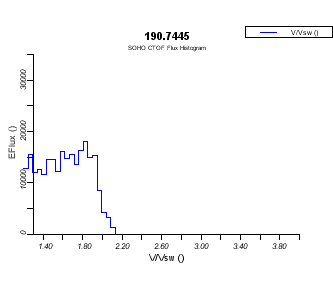 190.7445
SOHO CTOF Flux Histogram
V/Vsw ()
EFlux ()
30000
20000
10000
0
1.40 1.80 2.20 2.60 3.00 3.40 3.80
V/Vsw ()